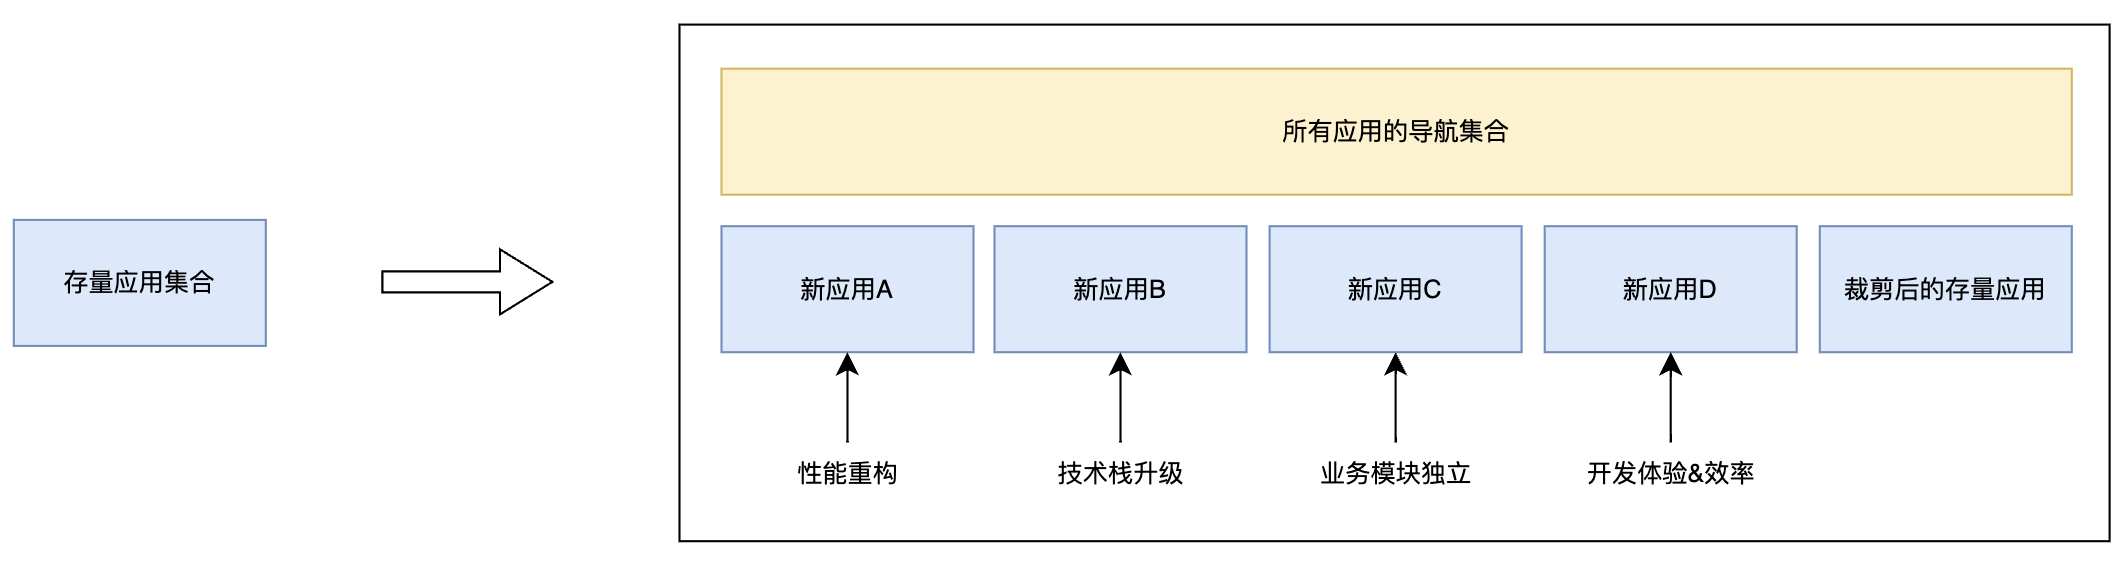 存量应用集合
所有应用的导航集合
新应用A
新应用B
新应用C
新应用D
裁剪后的存量应用
性能重构
技术栈升级
业务模块独立
开发体验&效率